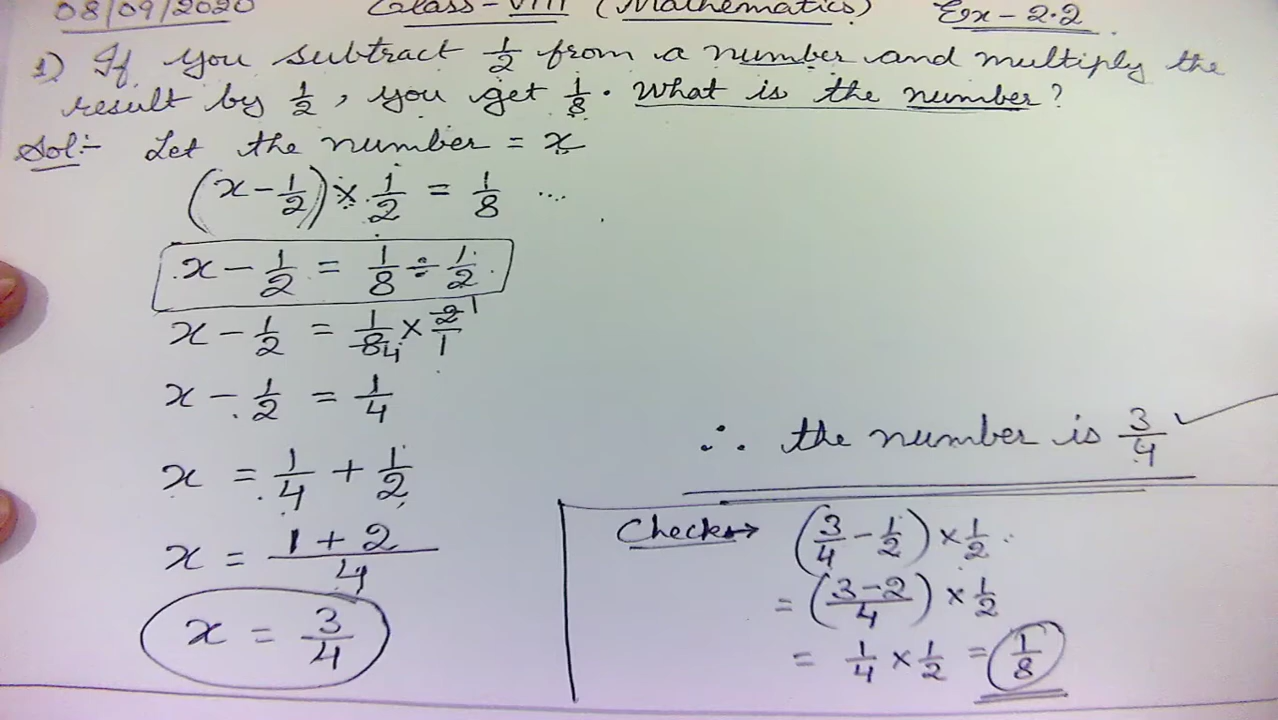 08/09/2020 Class-VIII (Mathematics) Ex-2.2
1) If you subtract 1/2 from a number and multiply the
result by 1/2, you get 1/8. What is the number?
Sol:- Let the number = x
(x - 1/2) × 1/2 = 1/8 ...
x - 1/2 = 1/8 ÷ 1/2
x - 1/2 = 1/8 4 × 2/1 1
x - 1/2 = 1/4
x = 1/4 + 1/2
x = 1+2/4
x = 3/4
∴ the number is 3/4 ✓
Check→ (3/4 - 1/2) × 1/2
= (3-2/4) × 1/2
= 1/4 × 1/2 = 1/8